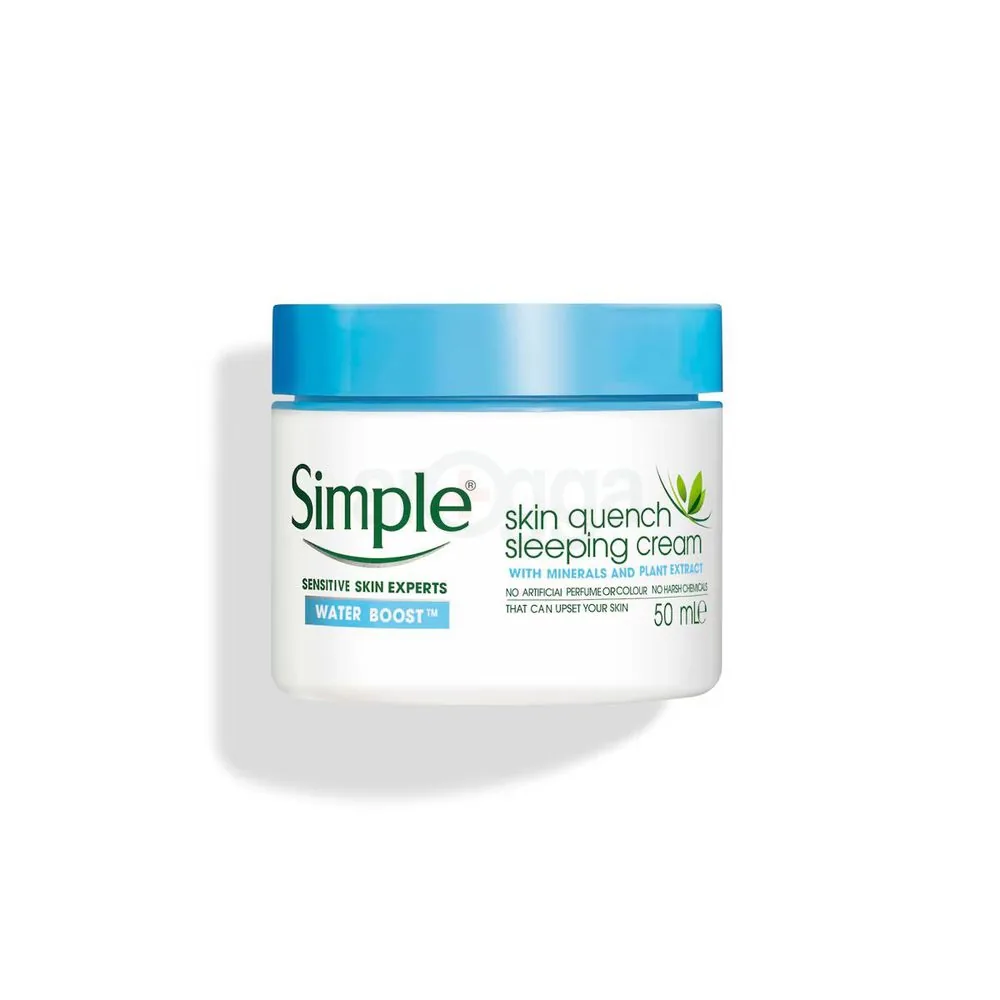 Simple®
SENSITIVE SKIN EXPERTS
WATER BOOST™
skin quench
sleeping cream
WITH MINERALS AND PLANT EXTRACT
NO ARTIFICIAL PERFUME OR COLOUR NO HARSH CHEMICALS
THAT CAN UPSET YOUR SKIN
50 mL℮